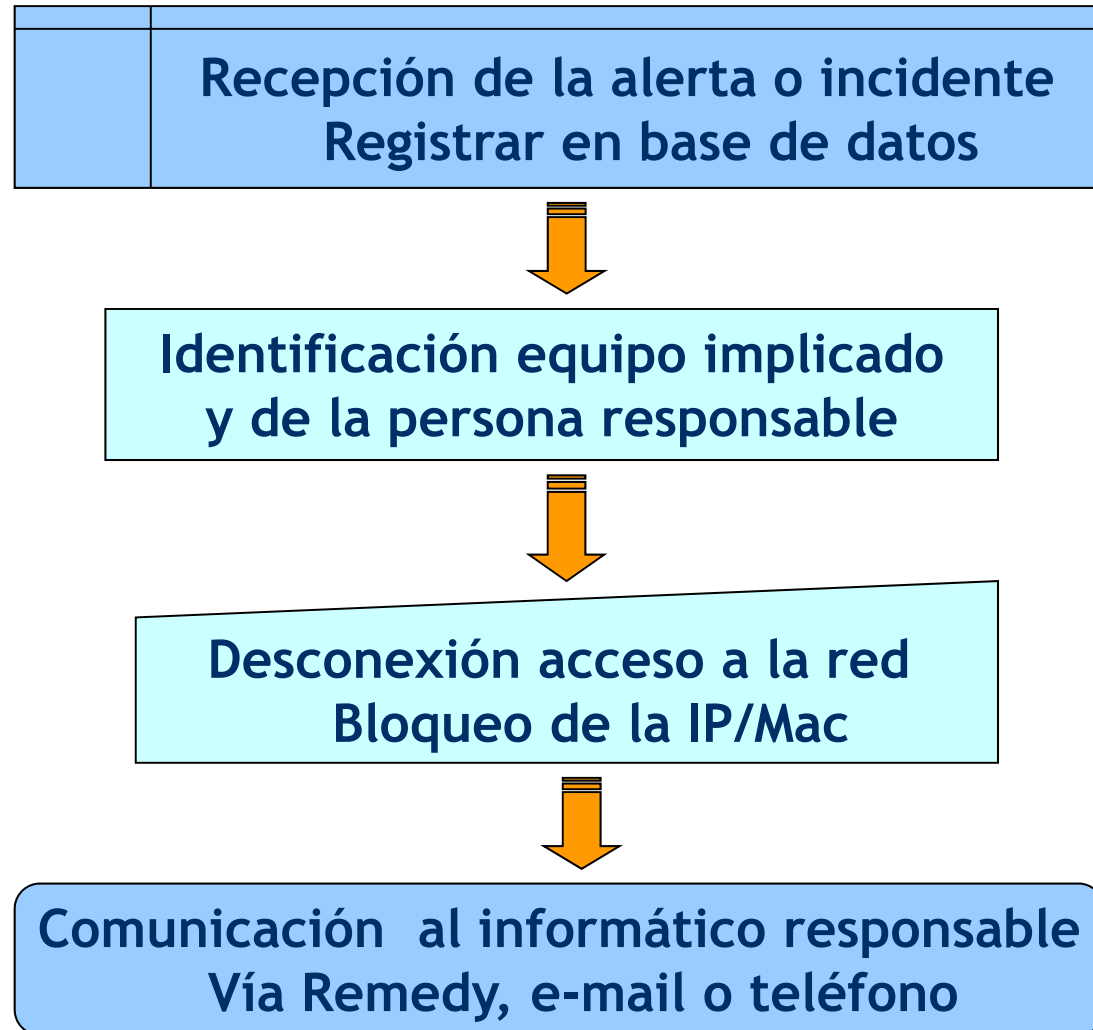 Recepción de la alerta o incidente
Registrar en base de datos
Identificación equipo implicado
y de la persona responsable
Desconexión acceso a la red
Bloqueo de la IP/Mac
Comunicación al informático responsable
Vía Remedy, e-mail o teléfono